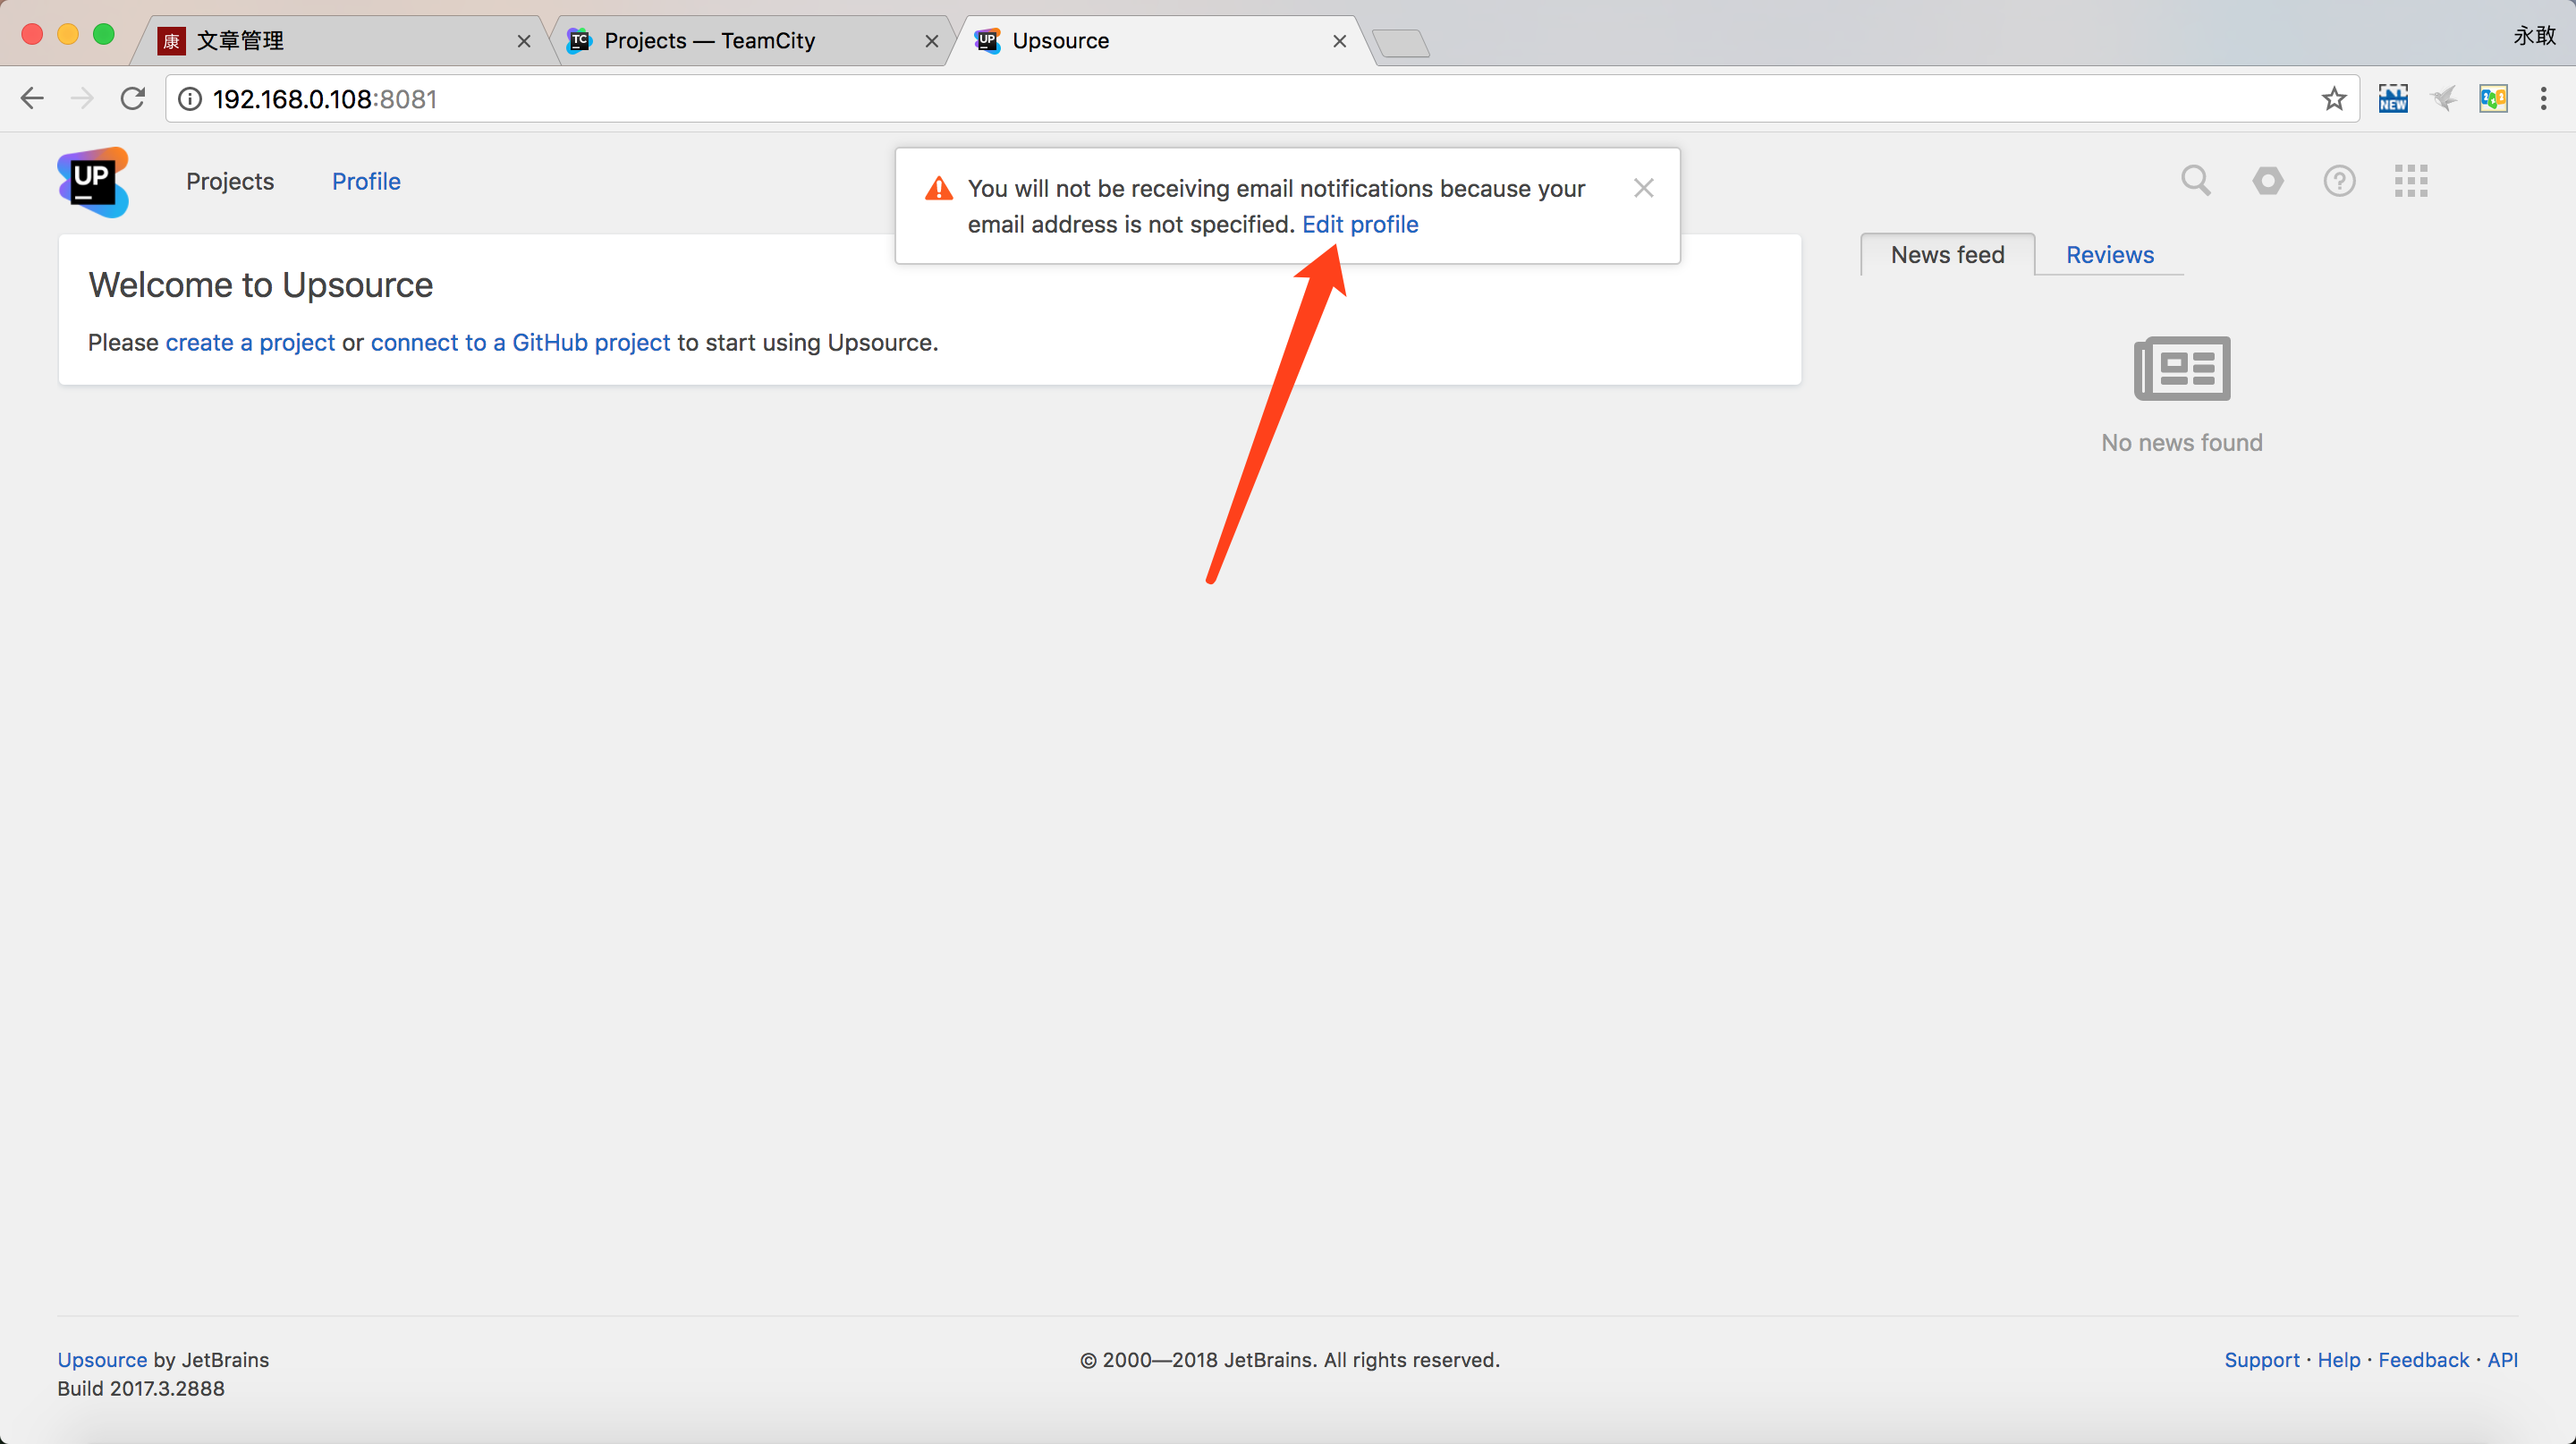 康 文章管理
TC Projects — TeamCity
UP Upsource
永敢
192.168.0.108:8081
NEW
UP
Projects
Profile
You will not be receiving email notifications because your
email address is not specified. Edit profile
Welcome to Upsource
Please create a project or connect to a GitHub project to start using Upsource.
News feed
Reviews
No news found
Upsource by JetBrains
Build 2017.3.2888
© 2000—2018 JetBrains. All rights reserved.
Support · Help · Feedback · API